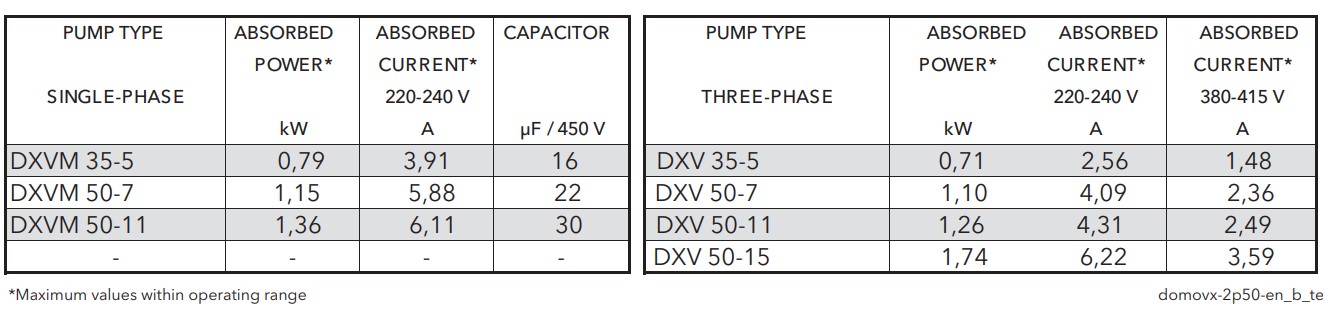 PUMP TYPE ABSORBED ABSORBED CAPACITOR PUMP TYPE ABSORBED ABSORBED ABSORBED
POWER* CURRENT* POWER* CURRENT* CURRENT*
SINGLE-PHASE 220-240 V THREE-PHASE 220-240 V 380-415 V
kW A µF / 450 V kW A A
DXVM 35-5 0,79 3,91 16 DXV 35-5 0,71 2,56 1,48
DXVM 50-7 1,15 5,88 22 DXV 50-7 1,10 4,09 2,36
DXVM 50-11 1,36 6,11 30 DXV 50-11 1,26 4,31 2,49
- - - - DXV 50-15 1,74 6,22 3,59
*Maximum values within operating range domovx-2p50-en_b_te